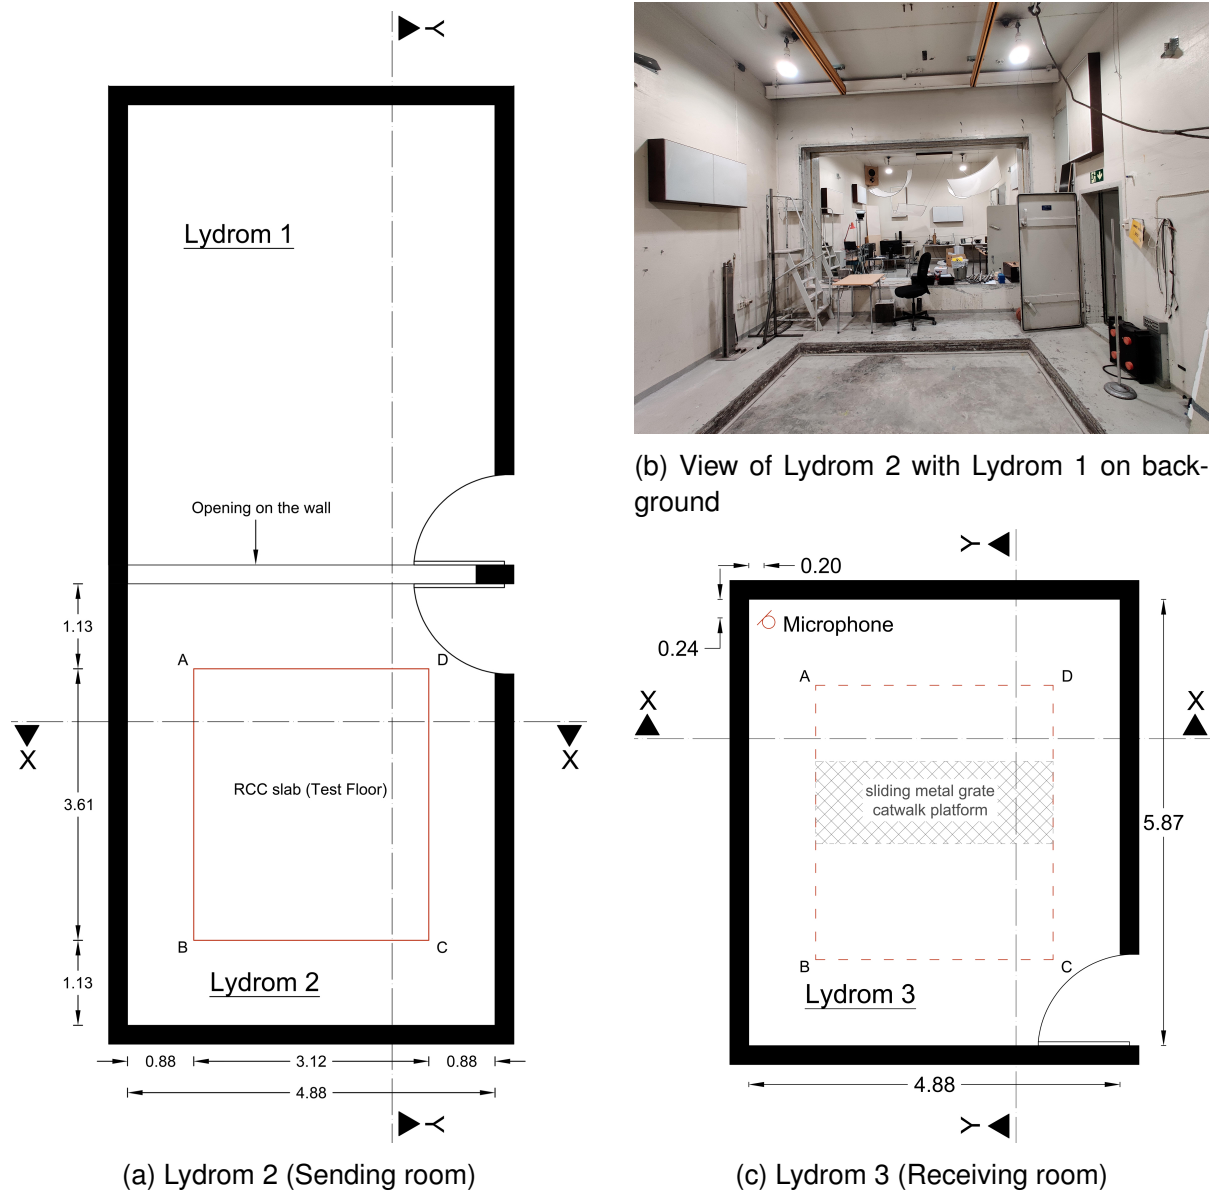 Y
Lydrom 1
Opening on the wall
1.13
A
D
X
X
3.61
RCC slab (Test Floor)
B
C
1.13
Lydrom 2
0.88
3.12
0.88
4.88
Y
(a) Lydrom 2 (Sending room)
(b) View of Lydrom 2 with Lydrom 1 on back-
ground
Y
0.20
Microphone
0.24
A
D
X
X
sliding metal grate
catwalk platform
5.87
B
C
Lydrom 3
4.88
Y
(c) Lydrom 3 (Receiving room)